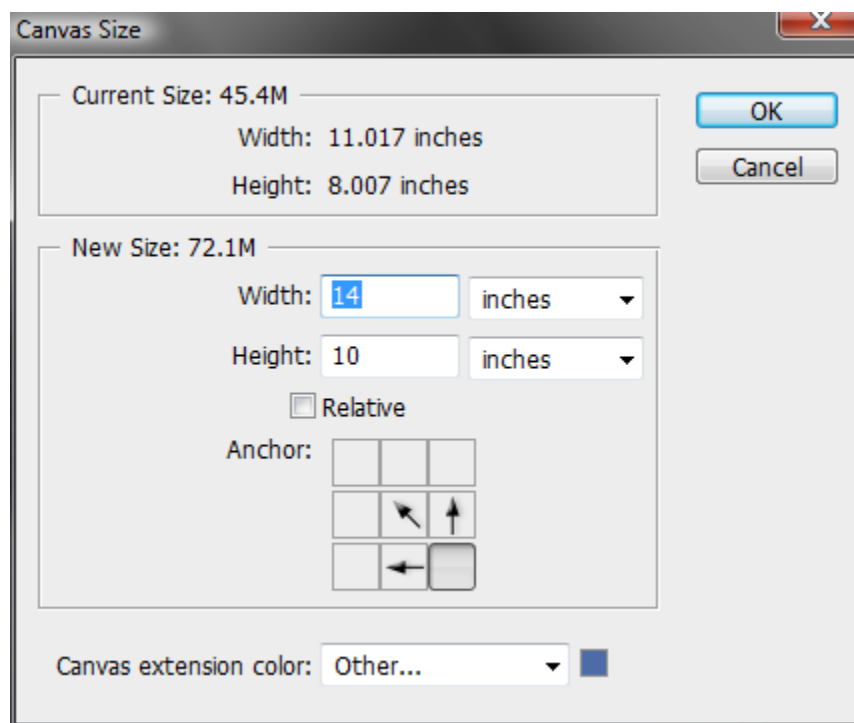 Canvas Size
Current Size: 45.4M
OK
Width: 11.017 inches
Cancel
Height: 8.007 inches
New Size: 72.1M
Width: 14 inches
Height: 10 inches
Relative
Anchor:
Canvas extension color: Other...